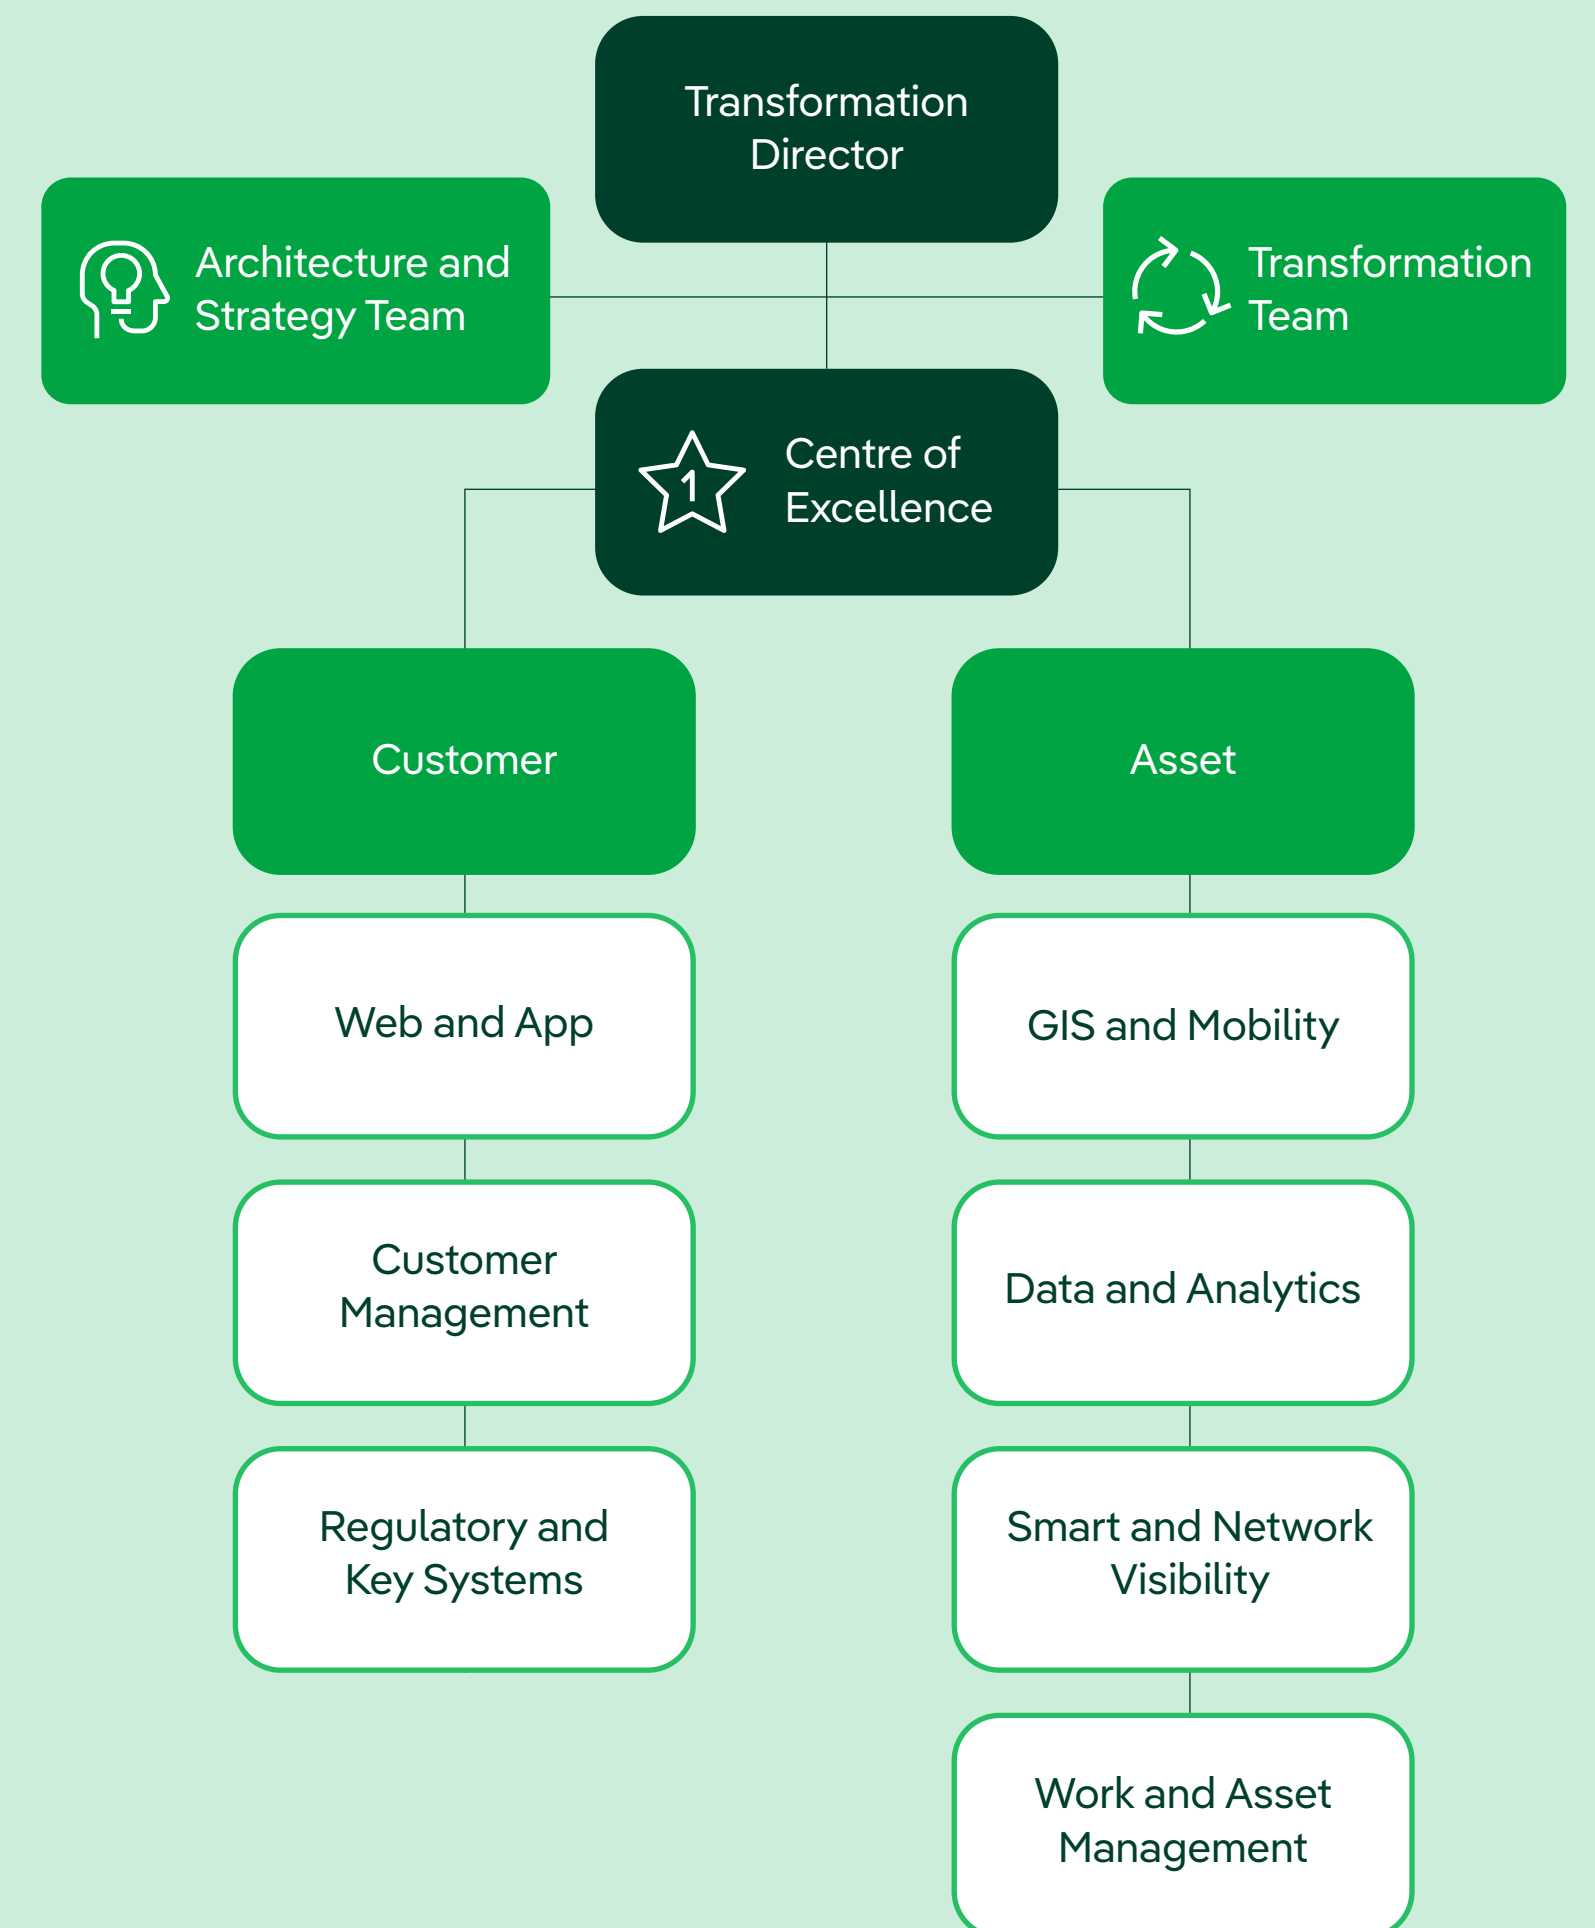 Transformation
Director
Architecture and
Strategy Team
Transformation
Team
1
Centre of
Excellence
Customer
Asset
Web and App
GIS and Mobility
Customer
Management
Data and Analytics
Regulatory and
Key Systems
Smart and Network
Visibility
Work and Asset
Management